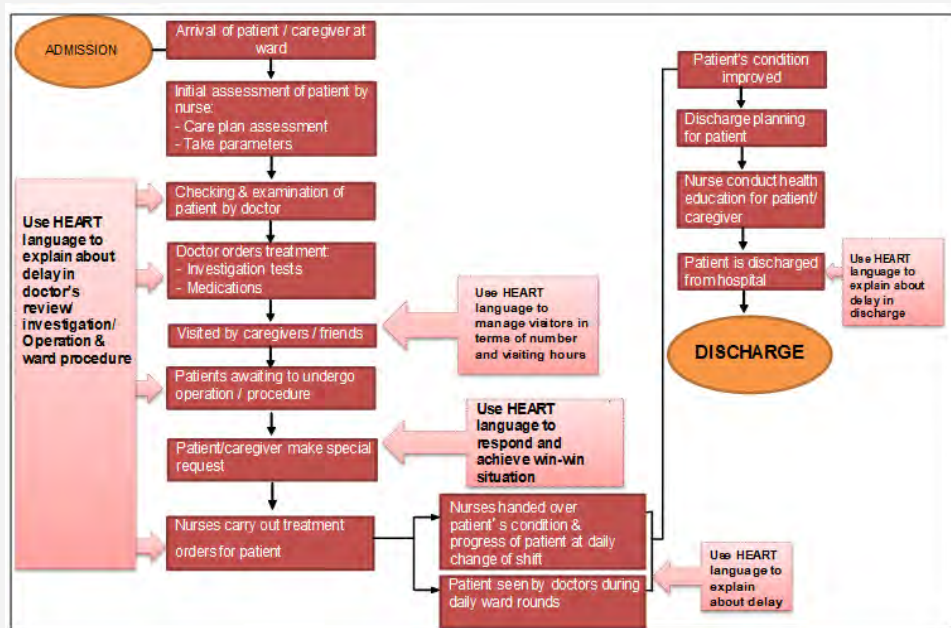 ADMISSION
Arrival of patient / caregiver at
ward
Initial assessment of patient by
nurse:
- Care plan assessment
- Take parameters
Checking & examination of
patient by doctor
Doctor orders treatment:
- Investigation tests
- Medications
Visited by caregivers / friends
Patients awaiting to undergo
operation / procedure
Patient/caregiver make special
request
Nurses carry out treatment
orders for patient
Use HEART
language to
explain about
delay in
doctor's
review/
investigation/
Operation &
ward procedure
Use HEART
language to
manage visitors in
terms of number
and visiting hours
Use HEART
language to
respond and
achieve win-win
situation
Nurses handed over
patient's condition &
progress of patient at daily
change of shift
Patient seen by doctors during
daily ward rounds
Use HEART
language to
explain
about delay
Patient's condition
improved
Discharge planning
for patient
Nurse conduct health
education for patient/
caregiver
Patient is discharged
from hospital
Use HEART
language to
explain about
delay in
discharge
DISCHARGE